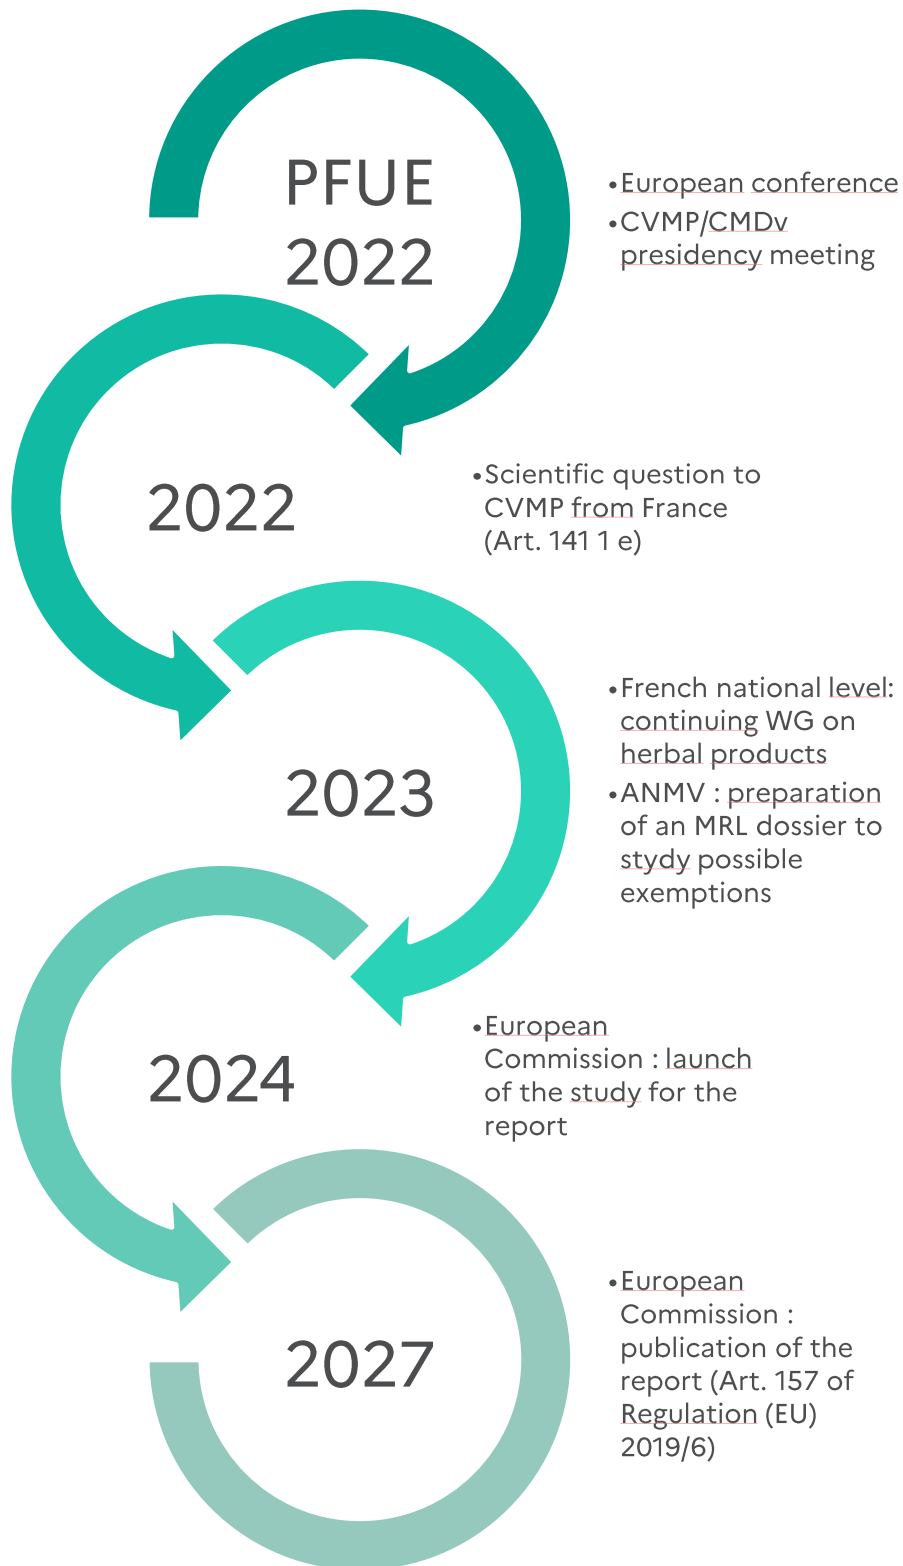 PFUE
2022
•European conference
•CVMP/CMDv
presidency meeting
2022
•Scientific question to
CVMP from France
(Art. 141 1 e)
2023
•French national level:
continuing WG on
herbal products
•ANMV : preparation
of an MRL dossier to
stydy possible
exemptions
2024
•European
Commission : launch
of the study for the
report
2027
•European
Commission :
publication of the
report (Art. 157 of
Regulation (EU)
2019/6)